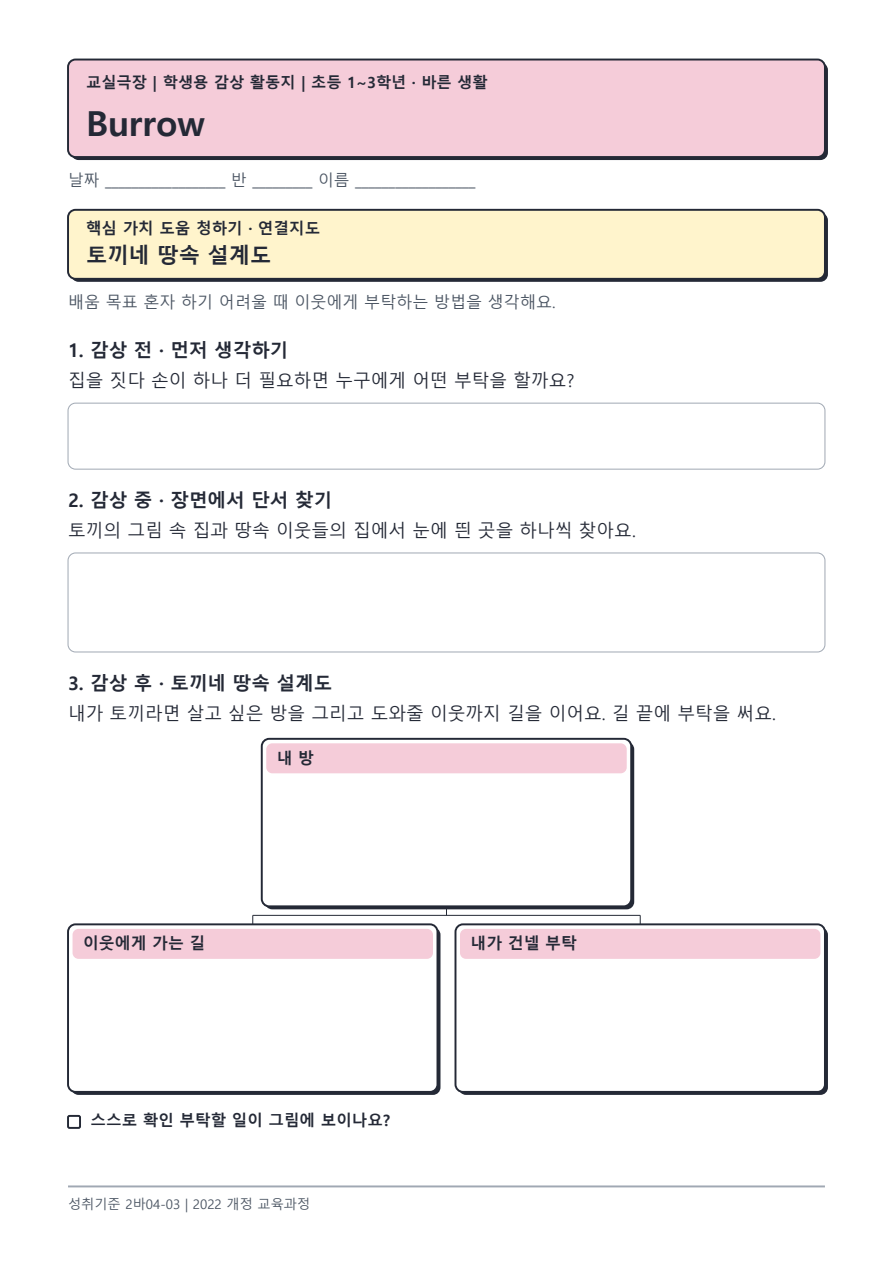 교실극장 | 학생용 감상 활동지 | 초등 1~3학년 · 바른 생활
Burrow
날짜 ______________ 반 _______ 이름 ______________
핵심 가치 도움 청하기 · 연결지도
토끼네 땅속 설계도
배움 목표 혼자 하기 어려울 때 이웃에게 부탁하는 방법을 생각해요.
1. 감상 전 · 먼저 생각하기
집을 짓다 손이 하나 더 필요하면 누구에게 어떤 부탁을 할까요?
2. 감상 중 · 장면에서 단서 찾기
토끼의 그림 속 집과 땅속 이웃들의 집에서 눈에 띈 곳을 하나씩 찾아요.
3. 감상 후 · 토끼네 땅속 설계도
내가 토끼라면 살고 싶은 방을 그리고 도와줄 이웃까지 길을 이어요. 길 끝에 부탁을 써요.
내 방
이웃에게 가는 길
내가 건넬 부탁
스스로 확인 부탁할 일이 그림에 보이나요?
성취기준 2바04-03 | 2022 개정 교육과정